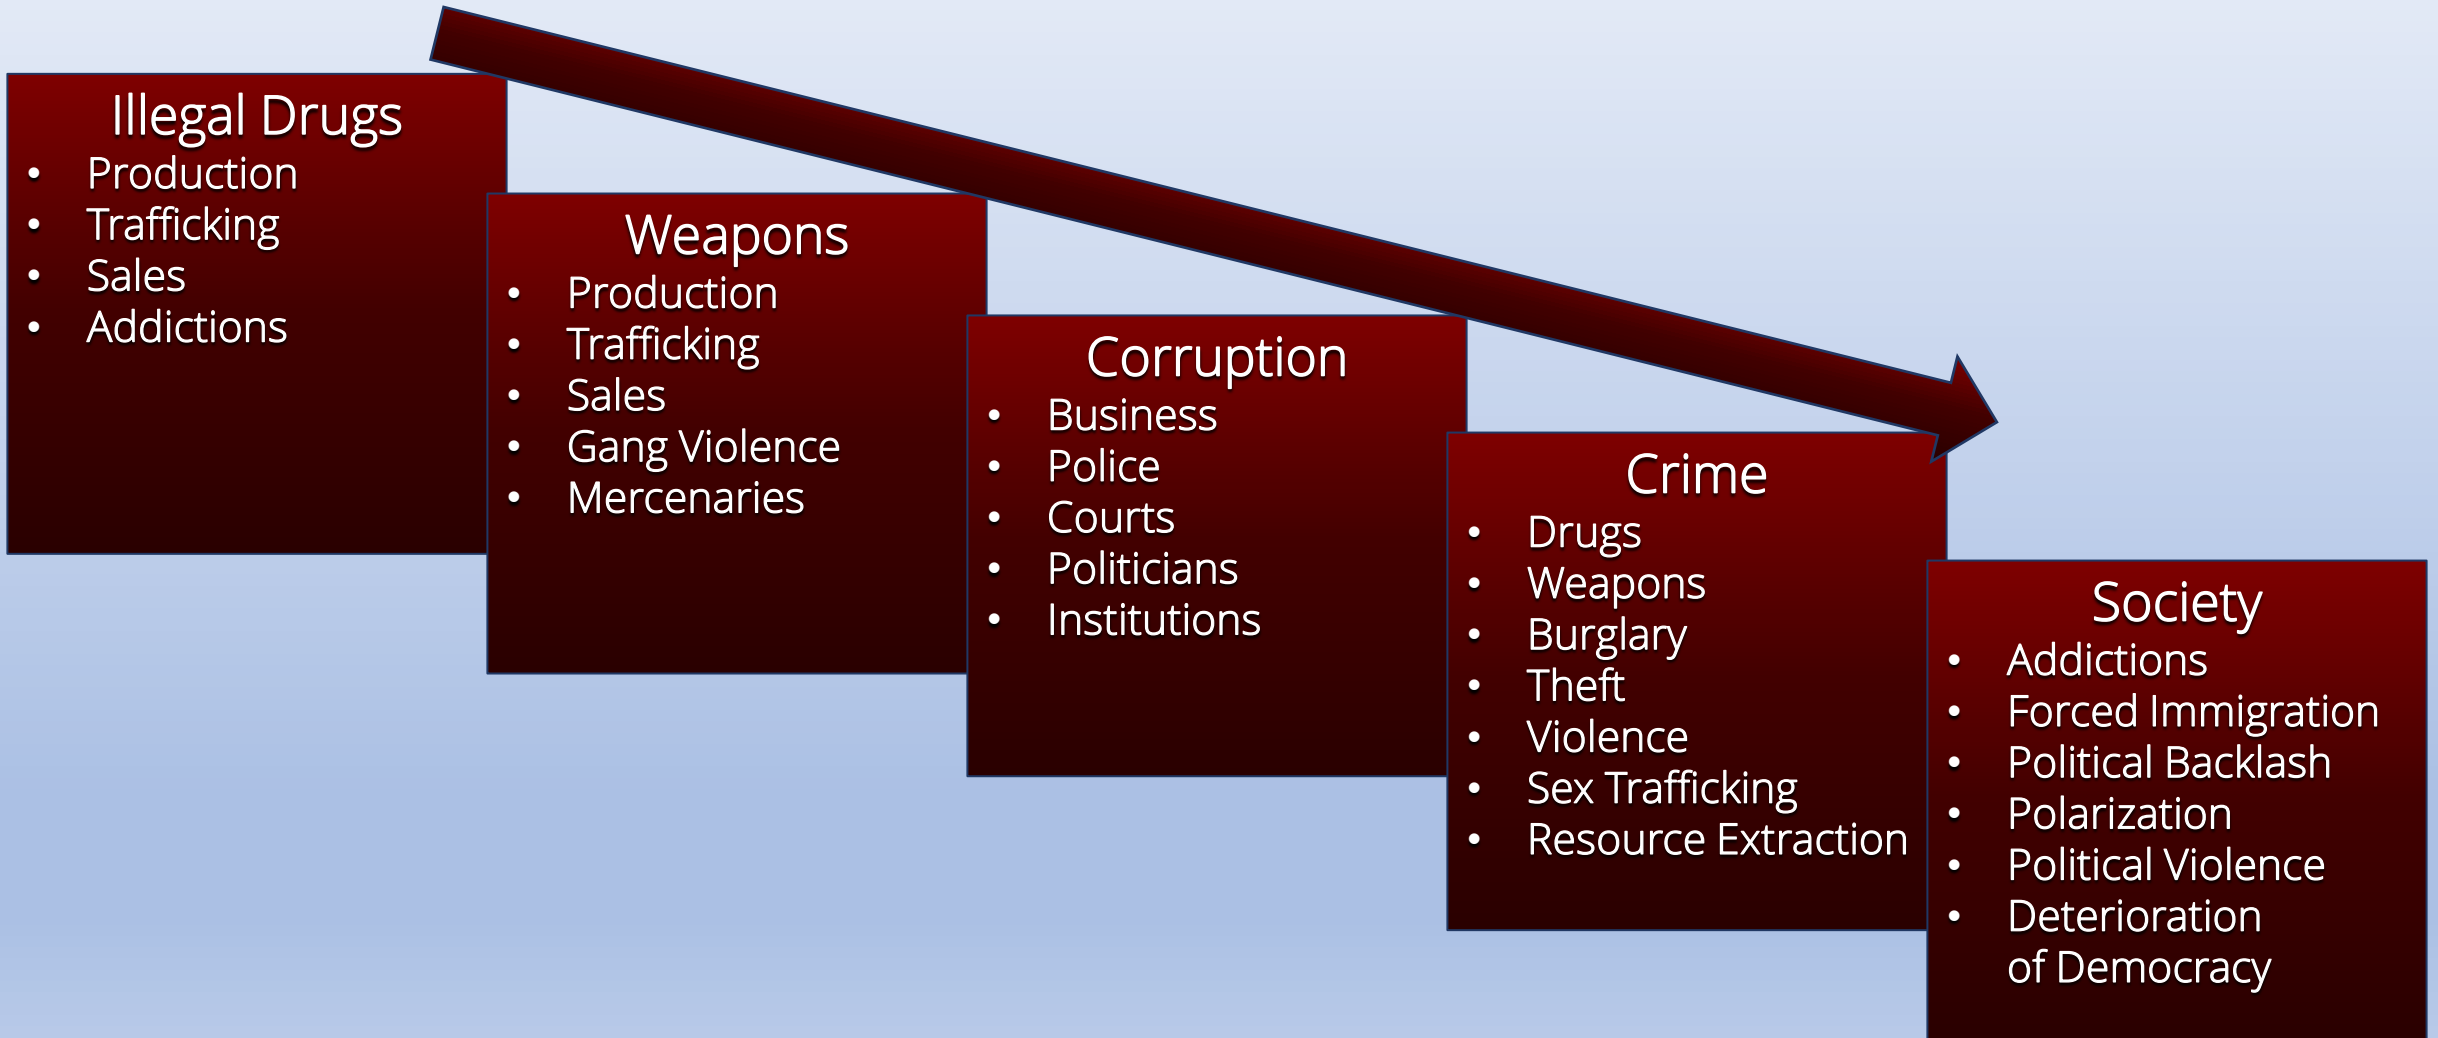 Illegal Drugs
• Production
• Trafficking
• Sales
• Addictions
Weapons
• Production
• Trafficking
• Sales
• Gang Violence
• Mercenaries
Corruption
• Business
• Police
• Courts
• Politicians
• Institutions
Crime
• Drugs
• Weapons
• Burglary
• Theft
• Violence
• Sex Trafficking
• Resource Extraction
Society
• Addictions
• Forced Immigration
• Political Backlash
• Polarization
• Political Violence
• Deterioration
of Democracy